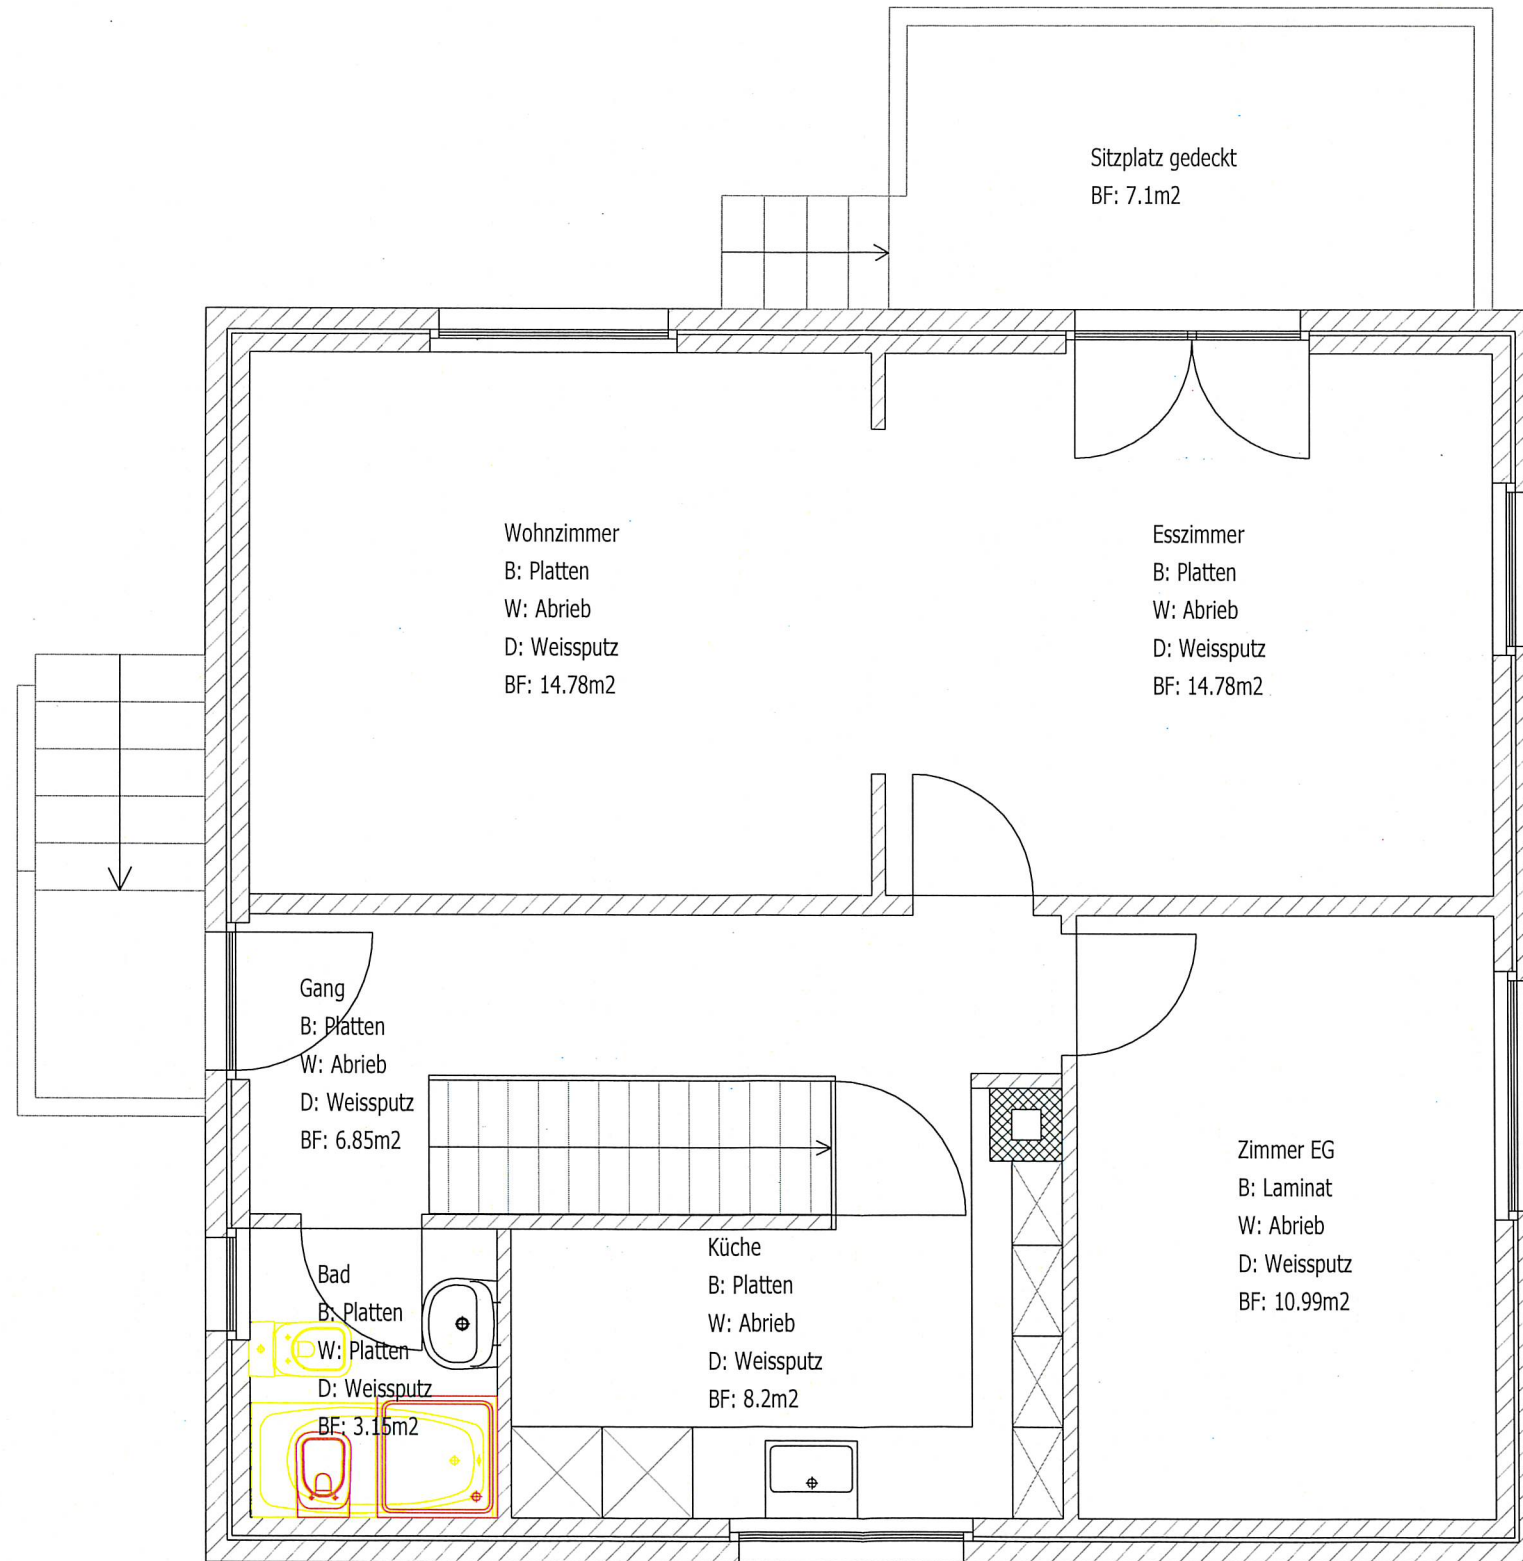 Sitzplatz gedeckt
BF: 7.1m2
Wohnzimmer
B: Platten
W: Abrieb
D: Weissputz
BF: 14.78m2
Esszimmer
B: Platten
W: Abrieb
D: Weissputz
BF: 14.78m2
Gang
B: Platten
W: Abrieb
D: Weissputz
BF: 6.85m2
Zimmer EG
B: Laminat
W: Abrieb
D: Weissputz
BF: 10.99m2
Küche
B: Platten
W: Abrieb
D: Weissputz
BF: 8.2m2
Bad
B: Platten
W: Platten
D: Weissputz
BF: 3.15m2